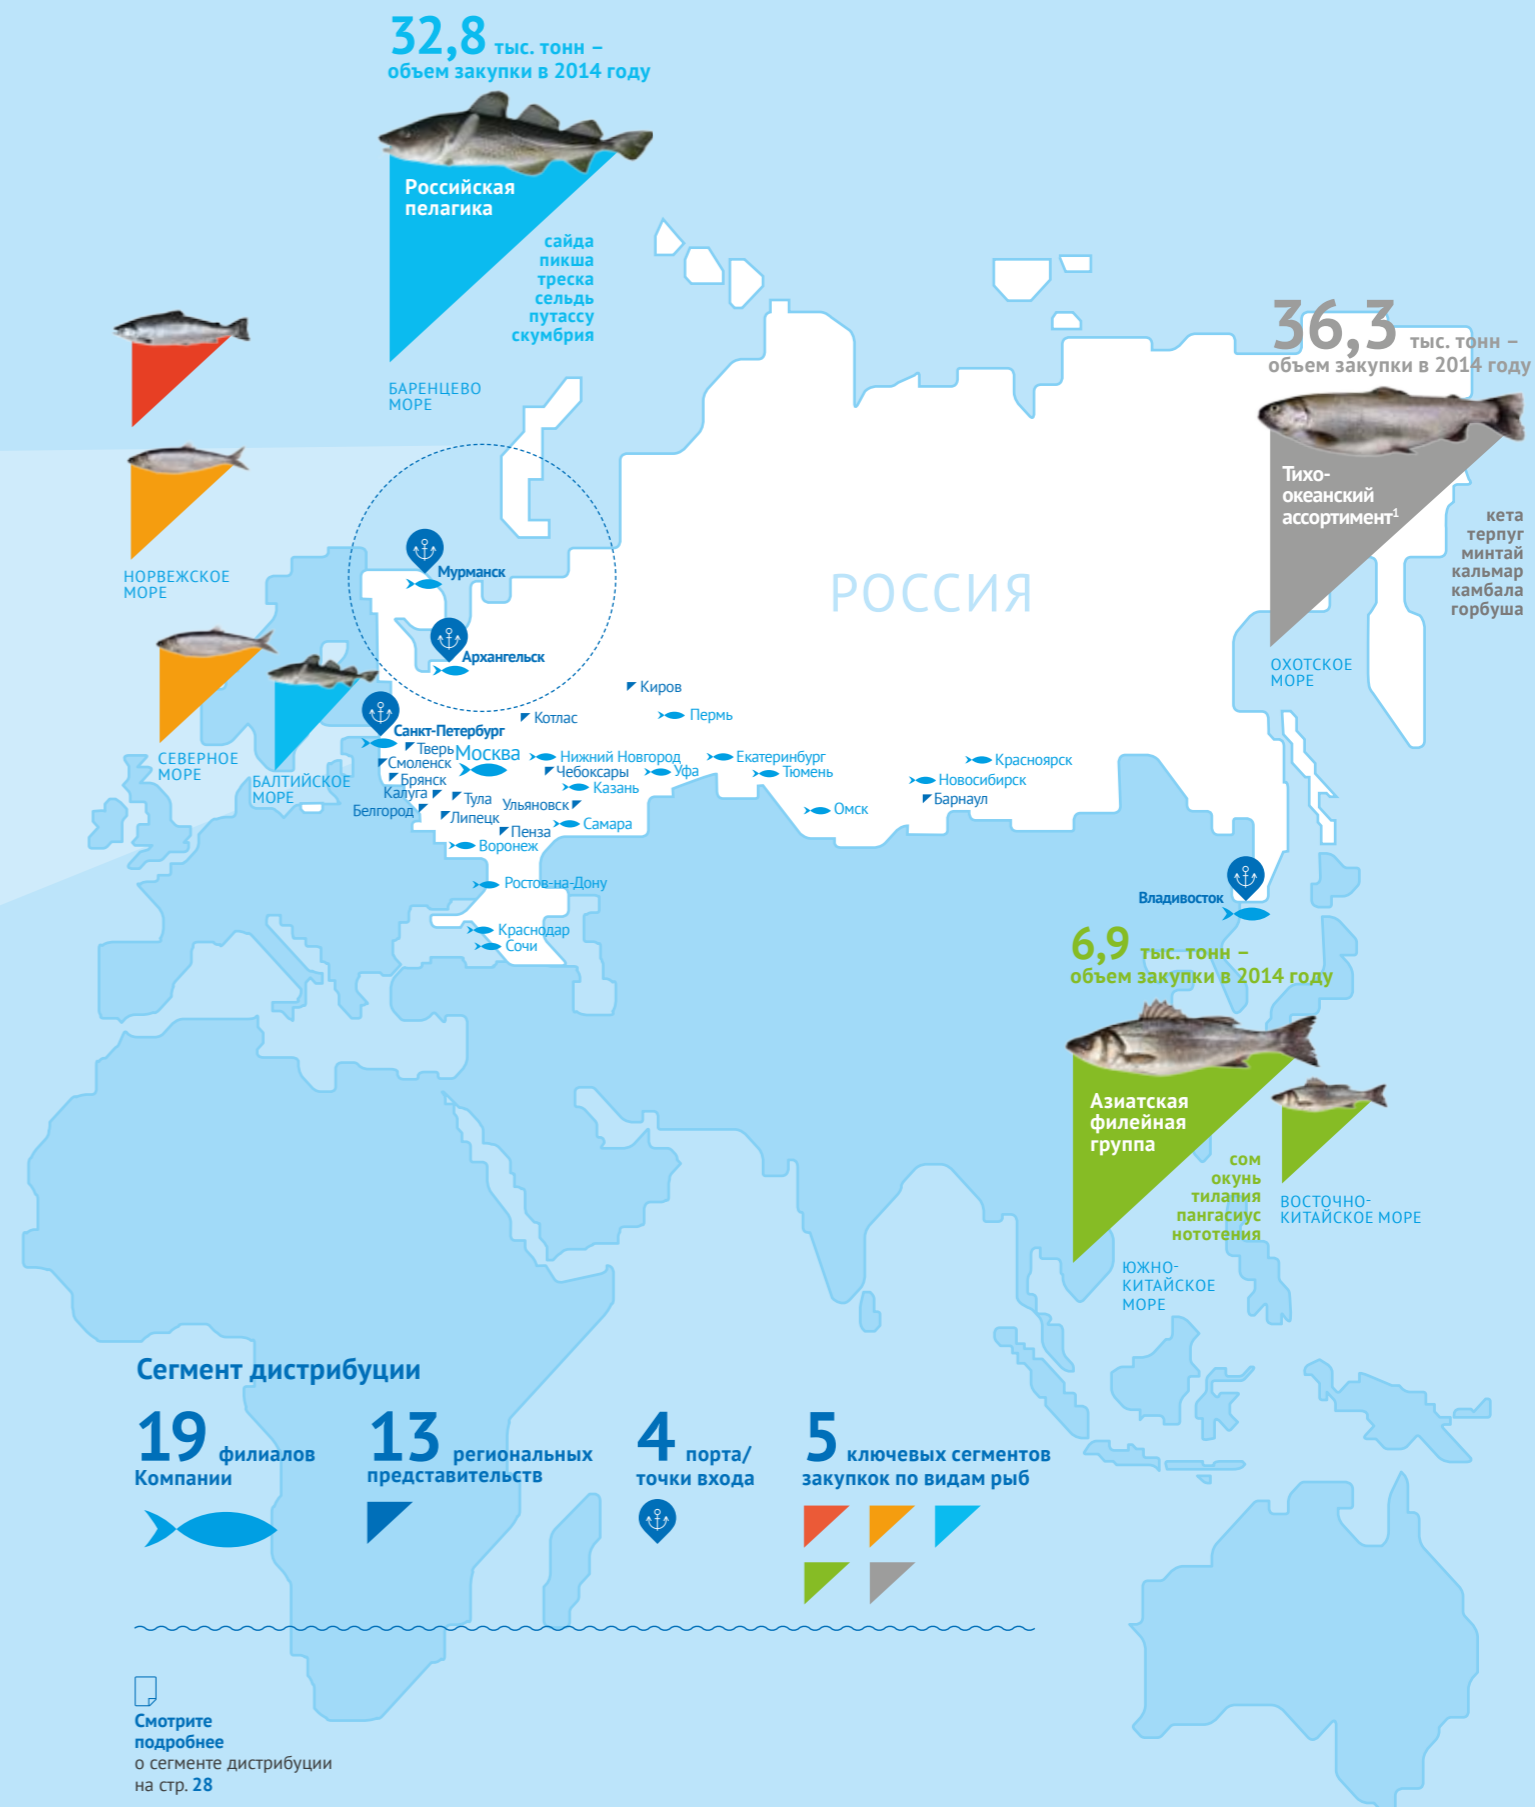 32,8 тыс. тонн –
объем закупки в 2014 году
Российская
пелагика
сайда
пикша
треска
сельдь
путассу
скумбрия
БАРЕНЦЕВО
МОРЕ
36,3 тыс. тонн –
объем закупки в 2014 году
Тихо-
океанский
ассортимент¹
кета
терпуг
минтай
кальмар
камбала
горбуша
ОХОТСКОЕ
МОРЕ
НОРВЕЖСКОЕ
МОРЕ
СЕВЕРНОЕ
МОРЕ
БАЛТИЙСКОЕ
МОРЕ
РОССИЯ
Мурманск
Архангельск
Санкт-Петербург
Киров
Пермь
Котлас
Тверь
Москва
Смоленск
Брянск
Калуга
Тула
Белгород
Липецк
Пенза
Воронеж
Нижний Новгород
Чебоксары
Уфа
Казань
Ульяновск
Самара
Екатеринбург
Тюмень
Омск
Красноярск
Новосибирск
Барнаул
Ростов-на-Дону
Краснодар
Сочи
Владивосток
6,9 тыс. тонн –
объем закупки в 2014 году
Азиатская
филейная
группа
сом
окунь
тилапия
пангасиус
нототения
ВОСТОЧНО-
КИТАЙСКОЕ МОРЕ
ЮЖНО-
КИТАЙСКОЕ
МОРЕ
Сегмент дистрибуции
19 филиалов
Компании
13 региональных
представительств
4 порта/
точки входа
5 ключевых сегментов
закупкок по видам рыб
Смотрите
подробнее
о сегменте дистрибуции
на стр. 28